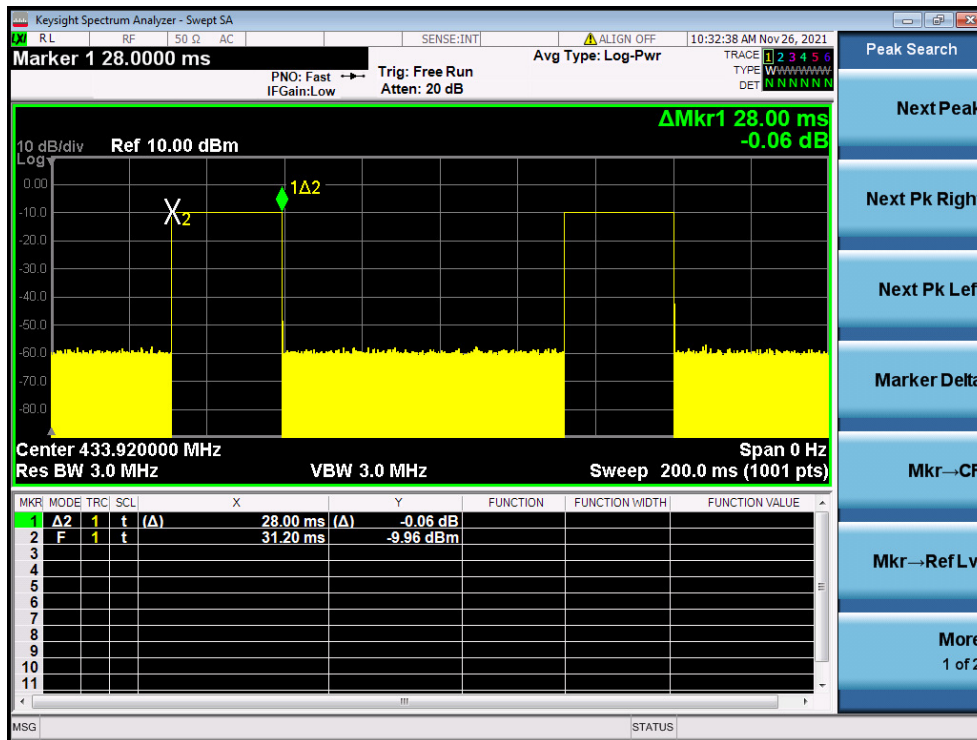 Keysight Spectrum Analyzer - Swept SA
LXI RL RF 50 Ω AC SENSE:INT ALIGN OFF 10:32:38 AM Nov 26, 2021
Marker 1 28.0000 ms
PNO: Fast
IFGain:Low
Trig: Free Run
Atten: 20 dB
Avg Type: Log-Pwr
TRACE 1 2 3 4 5 6
TYPE WWWWWW
DET N N N N N N
Peak Search
Next Peak
Next Pk Right
Next Pk Left
Marker Delta
Mkr→CF
Mkr→Ref Lv
More
1 of 2
ΔMkr1 28.00 ms
-0.06 dB
10 dB/div Ref 10.00 dBm
Log
0.00
-10.0
-20.0
-30.0
-40.0
-50.0
-60.0
-70.0
-80.0
X2
1Δ2
Center 433.920000 MHz Span 0 Hz
Res BW 3.0 MHz VBW 3.0 MHz Sweep 200.0 ms (1001 pts)
MKR MODE TRC SCL X Y FUNCTION FUNCTION WIDTH FUNCTION VALUE
1 Δ2 1 t (Δ) 28.00 ms (Δ) -0.06 dB
2 F 1 t 31.20 ms -9.96 dBm
3
4
5
6
7
8
9
10
11
MSG STATUS